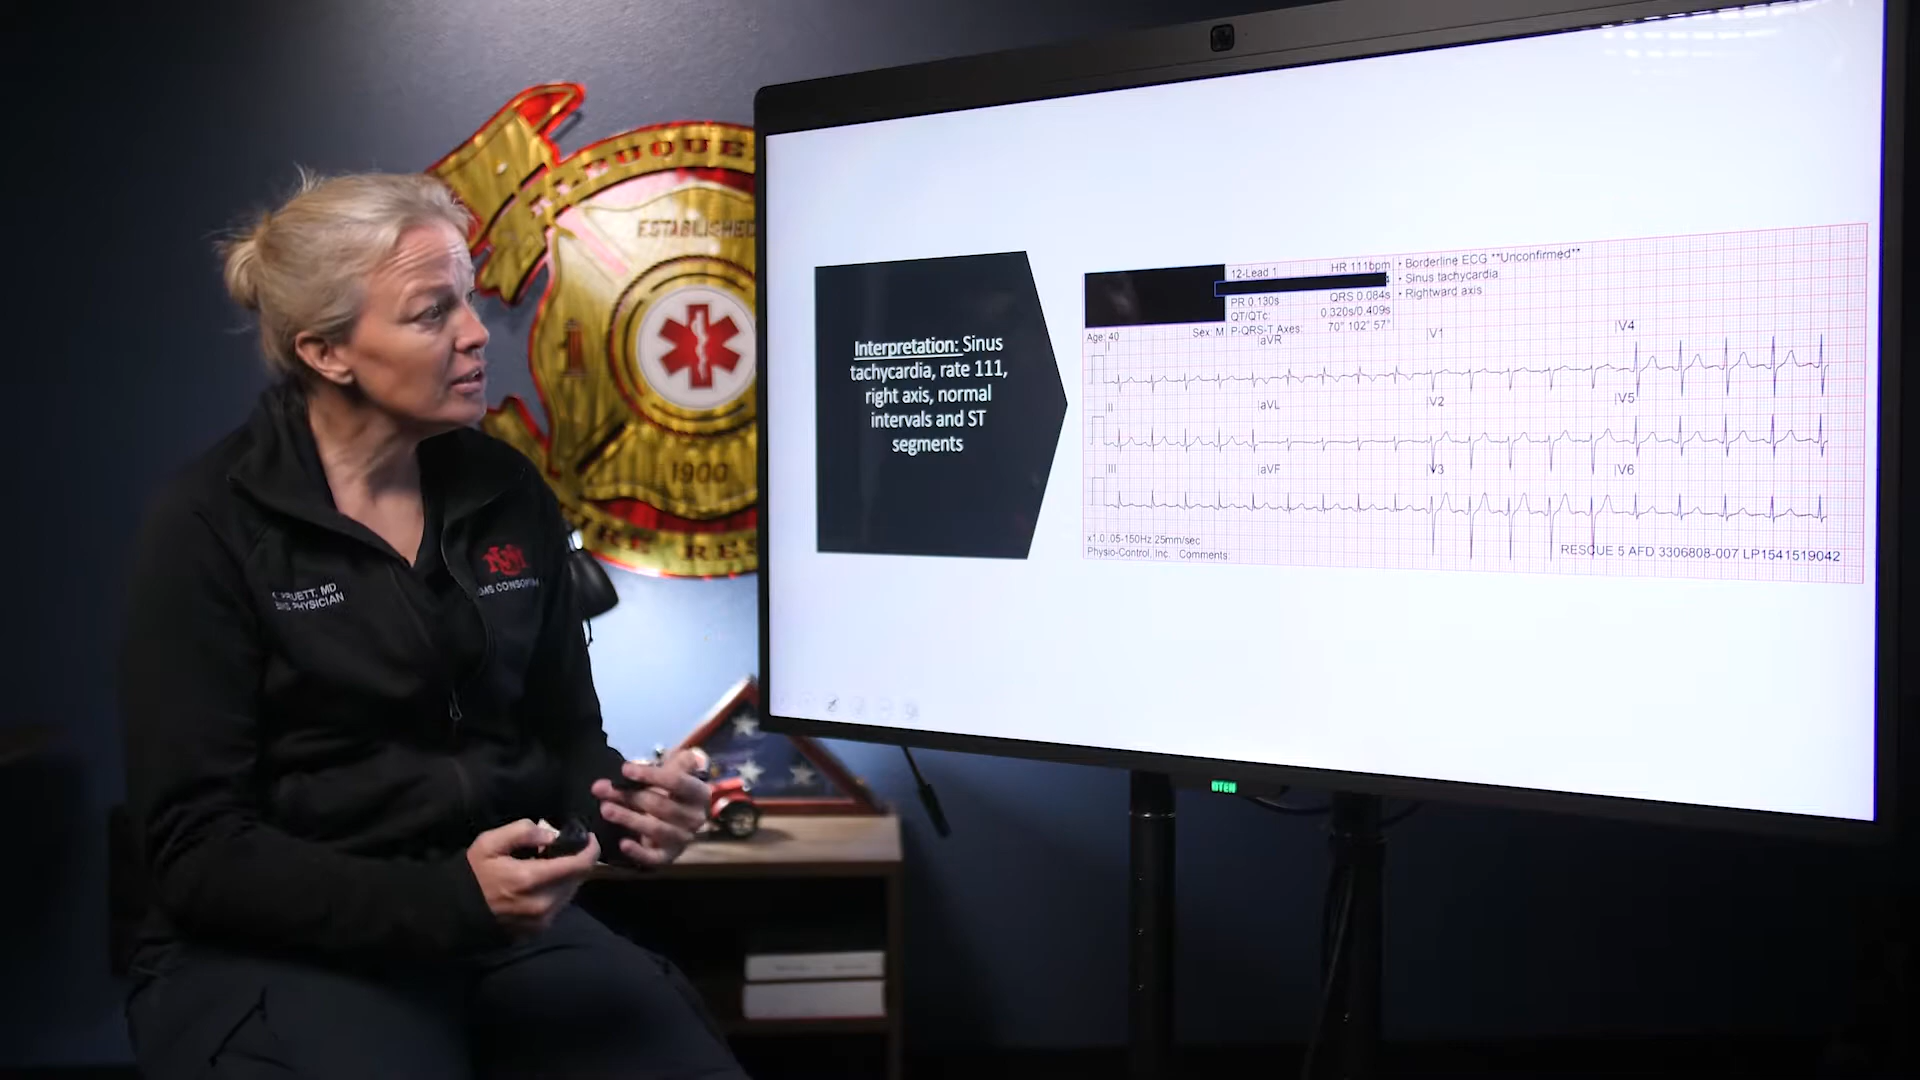 ALBUQUE
ESTABLISHED
1
1900
FIRE RES
PRUETT, MD
EMS PHYSICIAN
EMS CONSORTIUM
Interpretation: Sinus
tachycardia, rate 111,
right axis, normal
intervals and ST
segments
12-Lead 1 HR 111bpm
PR 0.130s QRS 0.084s
QT/QTc: 0.320s/0.409s
P-QRS-T Axes: 70° 102° 57°
• Borderline ECG **Unconfirmed**
• Sinus tachycardia
• Rightward axis
Age: 40 Sex: M
I aVR V1 V4
II aVL V2 V5
III aVF V3 V6
x1.0 .05-150Hz 25mm/sec
Physio-Control, Inc. Comments:
RESCUE 5 AFD 3306808-007 LP1541519042